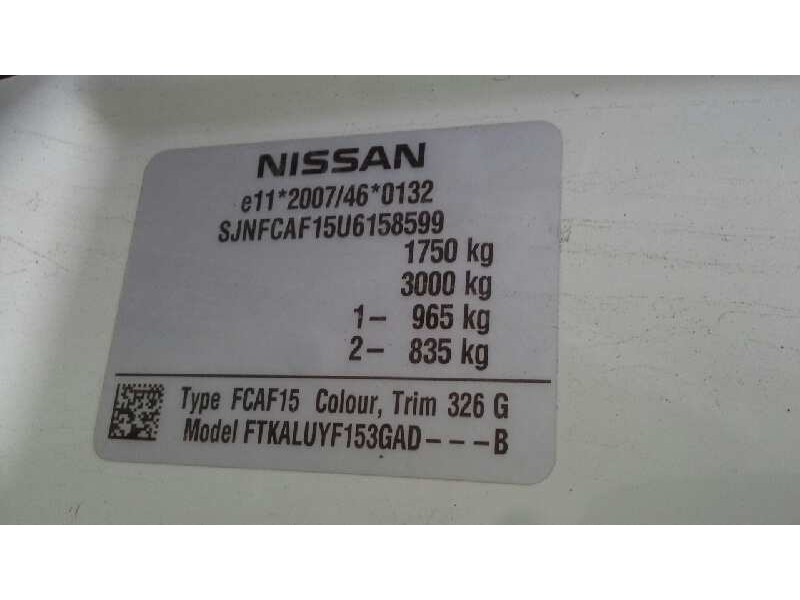 NISSAN
e11*2007/46*0132
SJNFCAF15U6158599
1750 kg
3000 kg
1- 965 kg
2- 835 kg
Type FCAF15 Colour, Trim 326 G
Model FTKALUYF153GAD---B